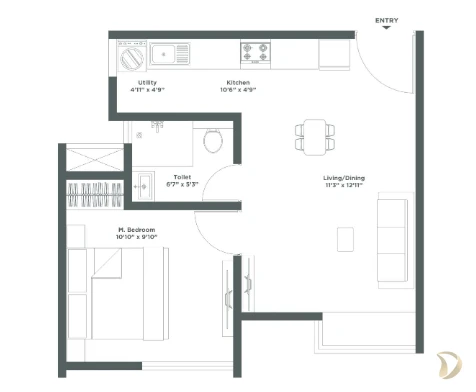 ENTRY
Utility
4'11" x 4'9"
Kitchen
10'6" x 4'9"
Toilet
6'7" x 5'3"
Living/Dining
11'3" x 12'11"
M. Bedroom
10'10" x 9'10"